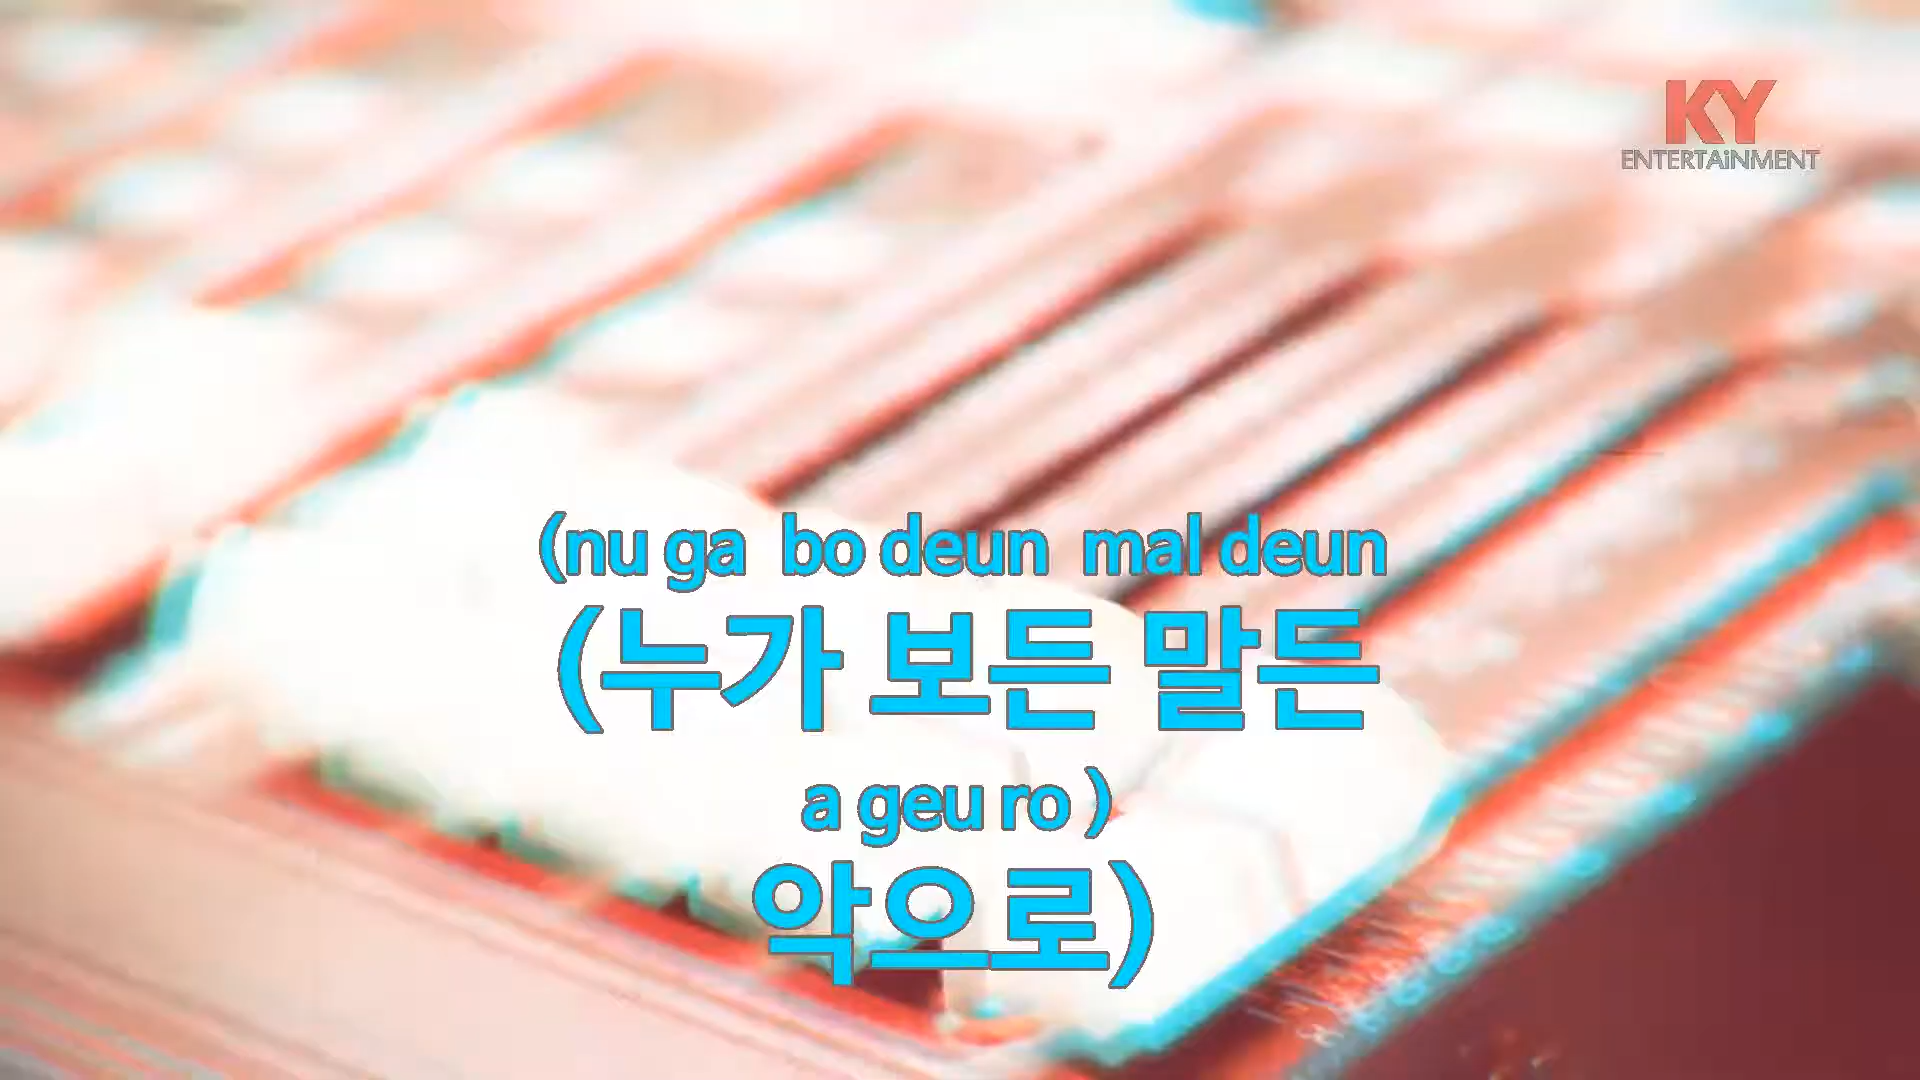 KY
ENTERTAiNMENT
(nu ga bo deun mal deun
(누가 보든 말든
a geu ro )
악으로)